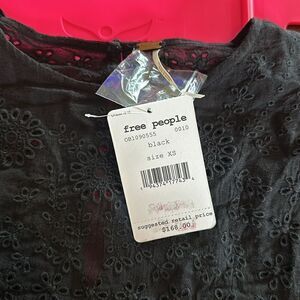 free people
OB1090555 0010
black
size XS
suggested retail price
$168.00